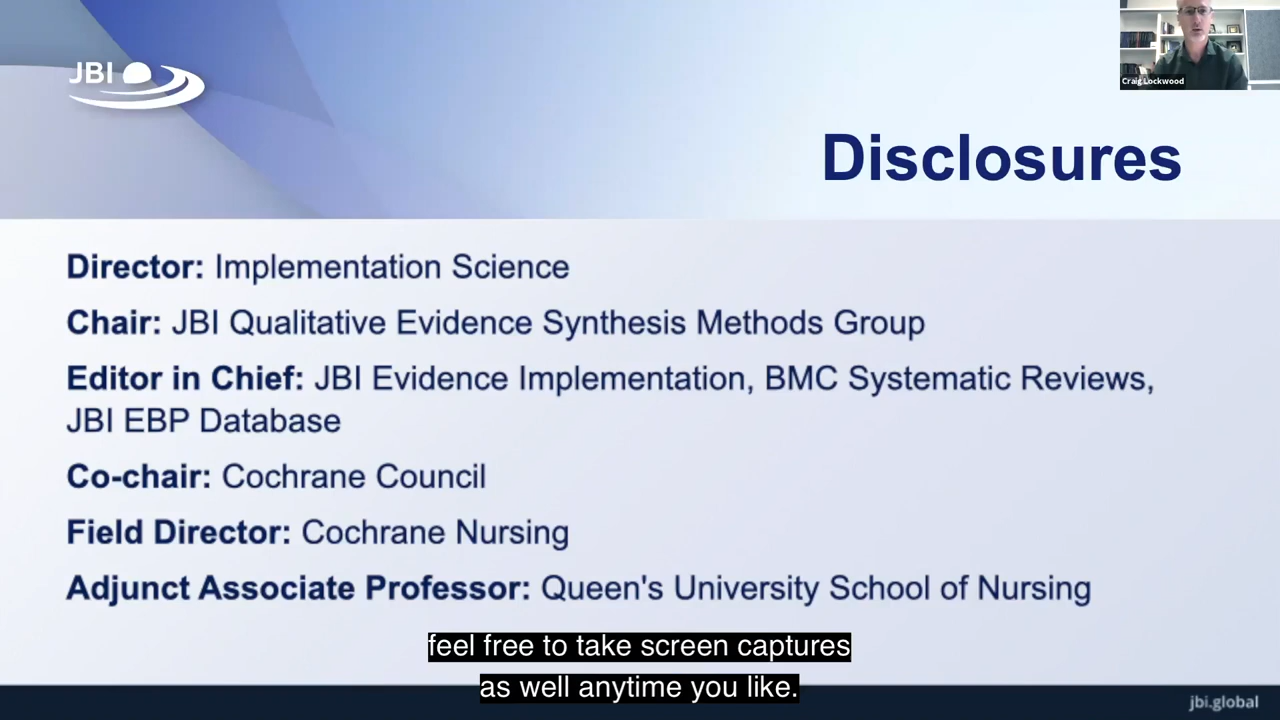 JBI
Craig Lockwood
Disclosures
Director: Implementation Science
Chair: JBI Qualitative Evidence Synthesis Methods Group
Editor in Chief: JBI Evidence Implementation, BMC Systematic Reviews,
JBI EBP Database
Co-chair: Cochrane Council
Field Director: Cochrane Nursing
Adjunct Associate Professor: Queen's University School of Nursing
feel free to take screen captures
as well anytime you like.
jbi.global